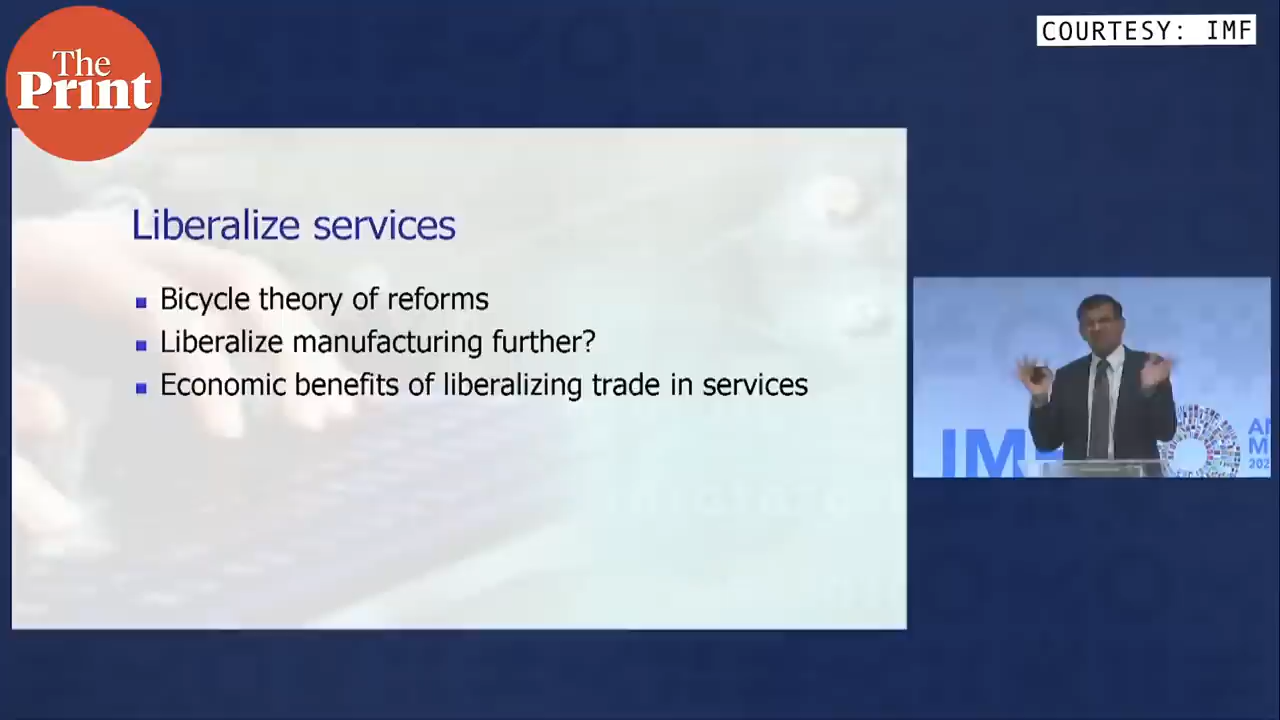 The
Print
COURTESY: IMF
Liberalize services
Bicycle theory of reforms
Liberalize manufacturing further?
Economic benefits of liberalizing trade in services